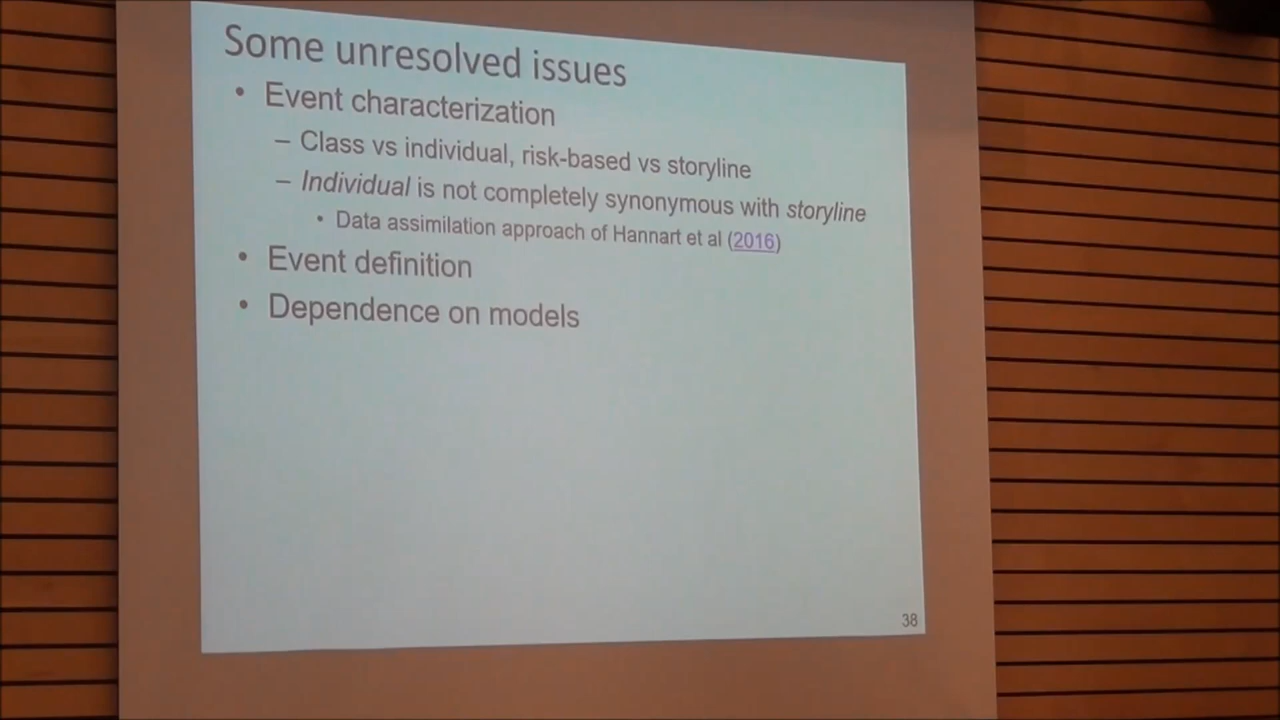 Some unresolved issues
• Event characterization
– Class vs individual, risk-based vs storyline
– Individual is not completely synonymous with storyline
• Data assimilation approach of Hannart et al (2016)
• Event definition
• Dependence on models
38